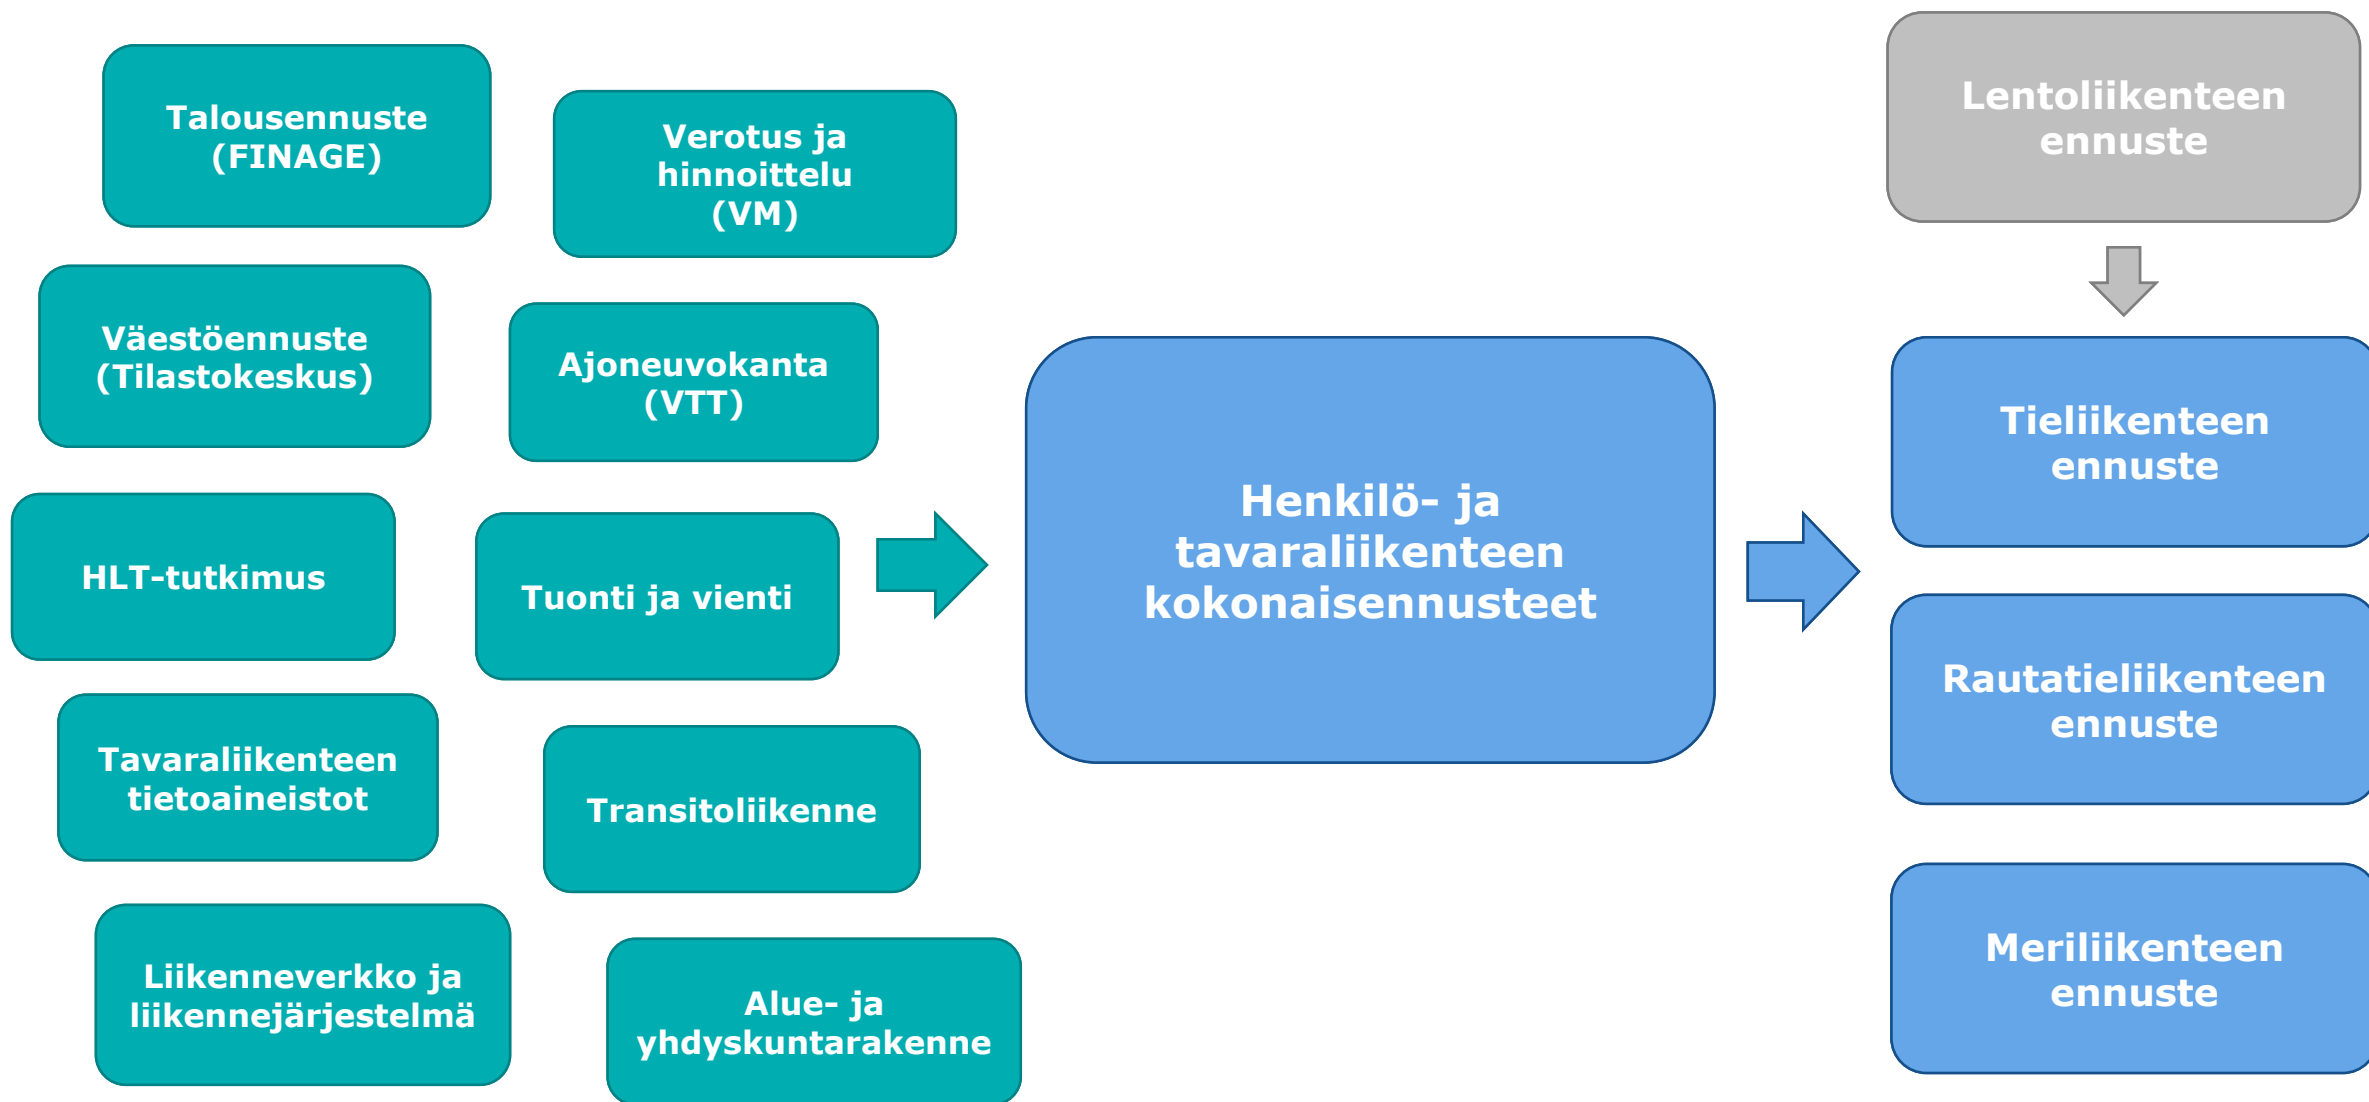 Talousennuste
(FINAGE)
Verotus ja
hinnoittelu
(VM)
Väestöennuste
(Tilastokeskus)
Ajoneuvokanta
(VTT)
HLT-tutkimus
Tuonti ja vienti
Tavaraliikenteen
tietoaineistot
Transitoliikenne
Liikenneverkko ja
liikennejärjestelmä
Alue- ja
yhdyskuntarakenne
Henkilö- ja
tavaraliikenteen
kokonaisennusteet
Lentoliikenteen
ennuste
Tieliikenteen
ennuste
Rautatieliikenteen
ennuste
Meriliikenteen
ennuste